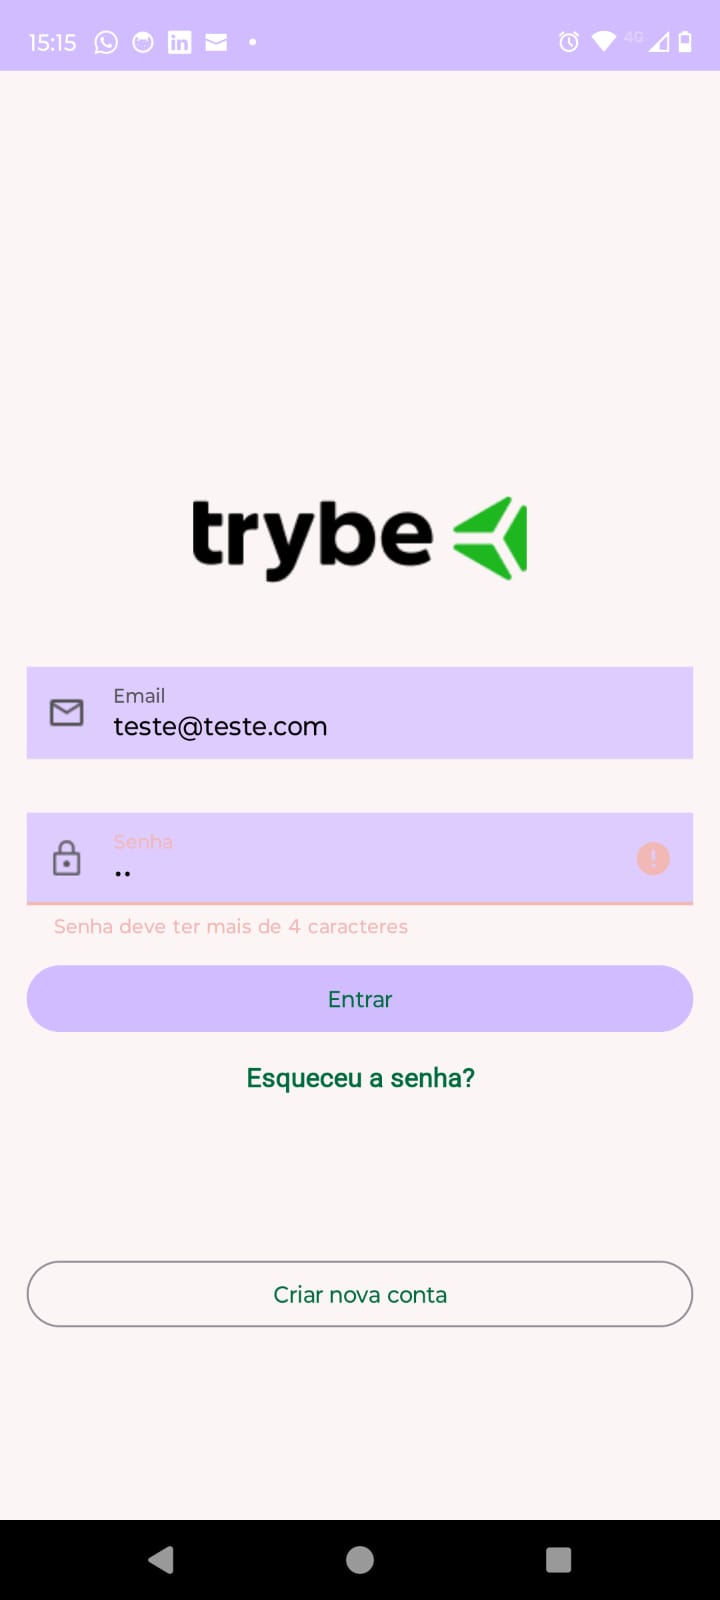 15:15
4G
trybe
Email
teste@teste.com
Senha
••
Senha deve ter mais de 4 caracteres
Entrar
Esqueceu a senha?
Criar nova conta